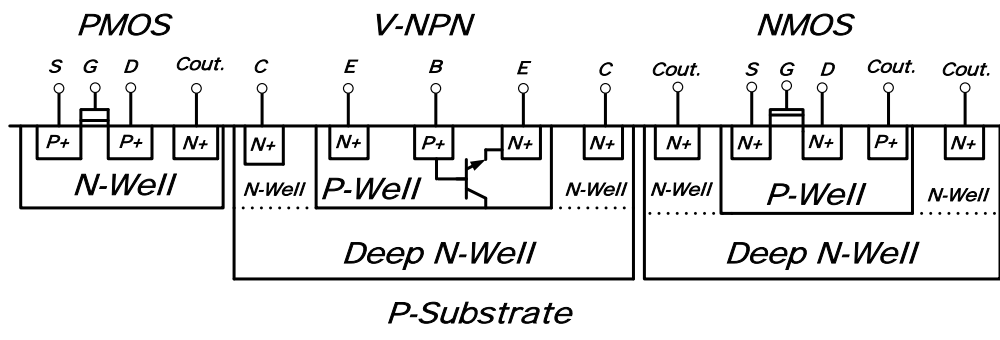 PMOS V-NPN NMOS
S G D Cout. C E B E C Cout. S G D Cout. Cout.
P+ P+ N+ N+ N+ P+ N+ N+ N+ N+ N+ P+ N+
N-Well N-Well P-Well N-Well N-Well P-Well N-Well
Deep N-Well Deep N-Well
P-Substrate